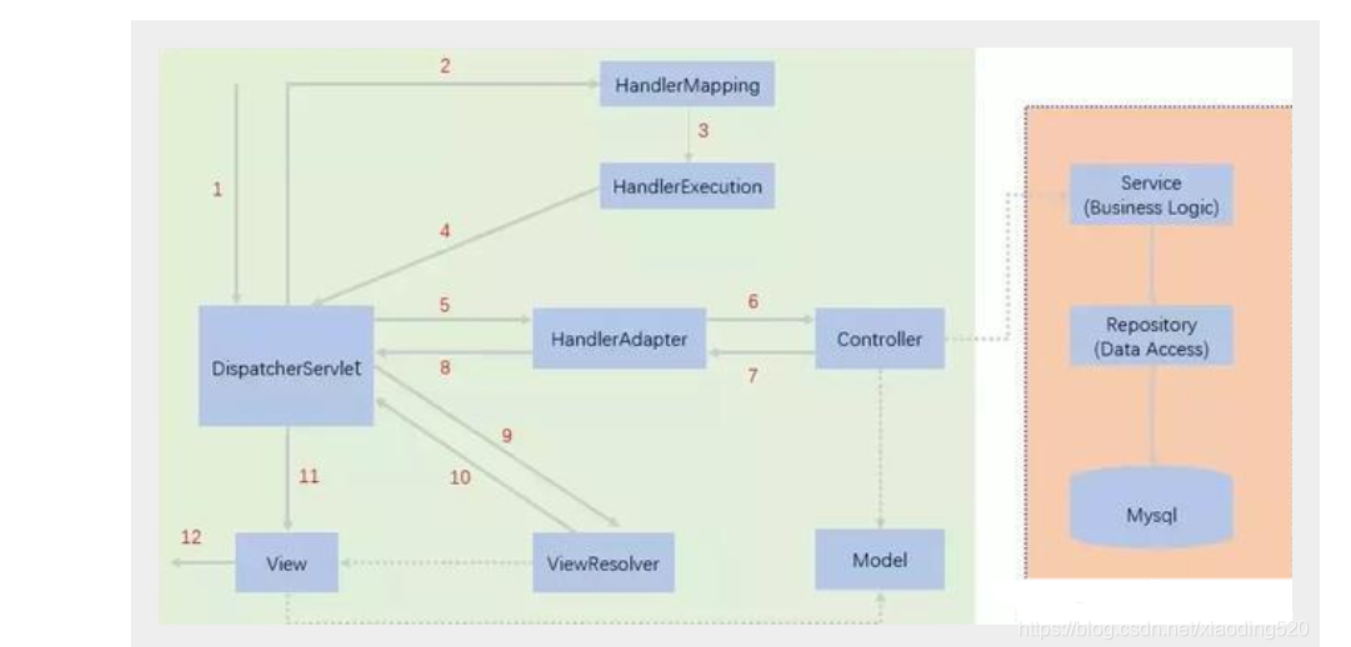 2
HandlerMapping
3
1
HandlerExecution
4
Service
(Business Logic)
5
6
DispatcherServlet
HandlerAdapter
Controller
Repository
(Data Access)
8
7
9
10
11
12
View
ViewResolver
Model
Mysql
https://blog.csdn.net/xiaoding520